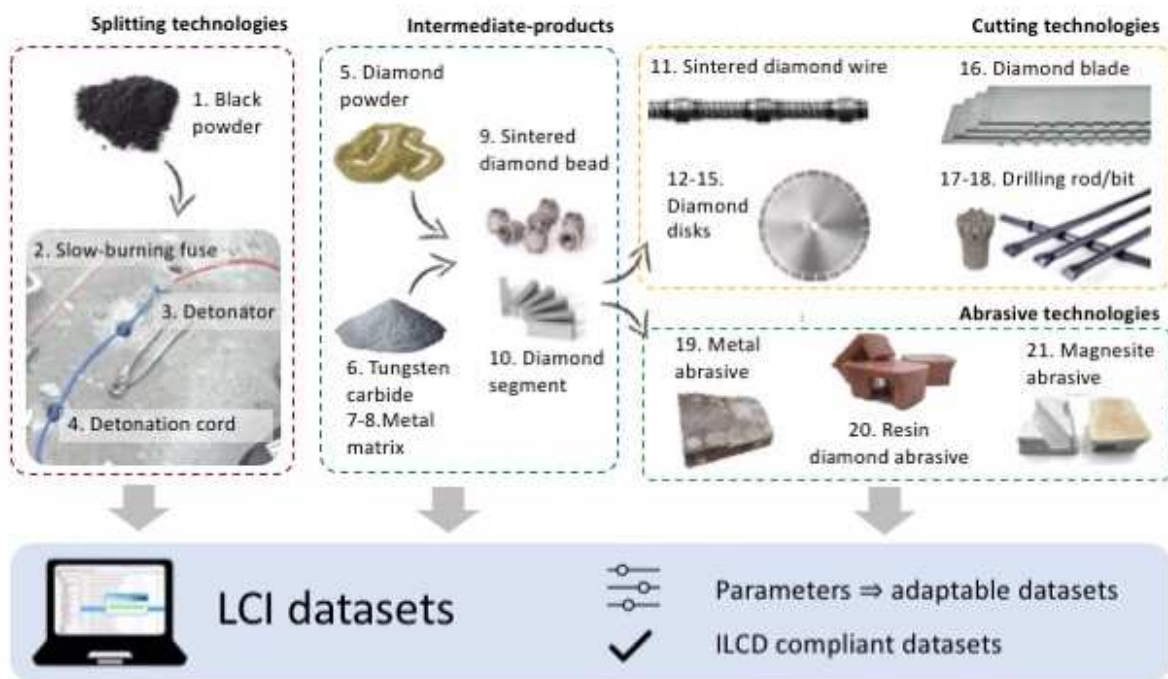 Splitting technologies
1. Black
powder
2. Slow-burning fuse
3. Detonator
4. Detonation cord
Intermediate-products
5. Diamond
powder
9. Sintered
diamond bead
6. Tungsten
carbide
7-8.Metal
matrix
10. Diamond
segment
Cutting technologies
11. Sintered diamond wire
16. Diamond blade
12-15.
Diamond
disks
17-18. Drilling rod/bit
Abrasive technologies
19. Metal
abrasive
20. Resin
diamond abrasive
21. Magnesite
abrasive
LCI datasets
Parameters ⇒ adaptable datasets
ILCD compliant datasets